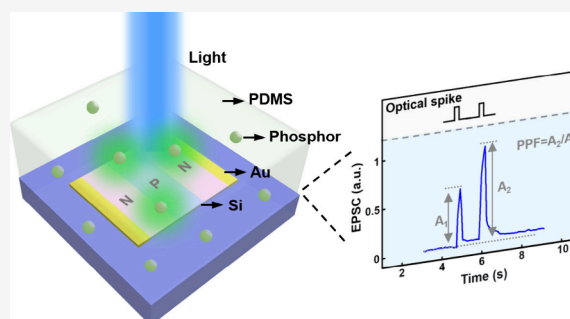 Light
PDMS
Phosphor
Au
Si
N P N
Optical spike
PPF=A₂/A
EPSC (a.u.)
1
0.5
0
A₁
A₂
2 4 6 8 10
Time (s)